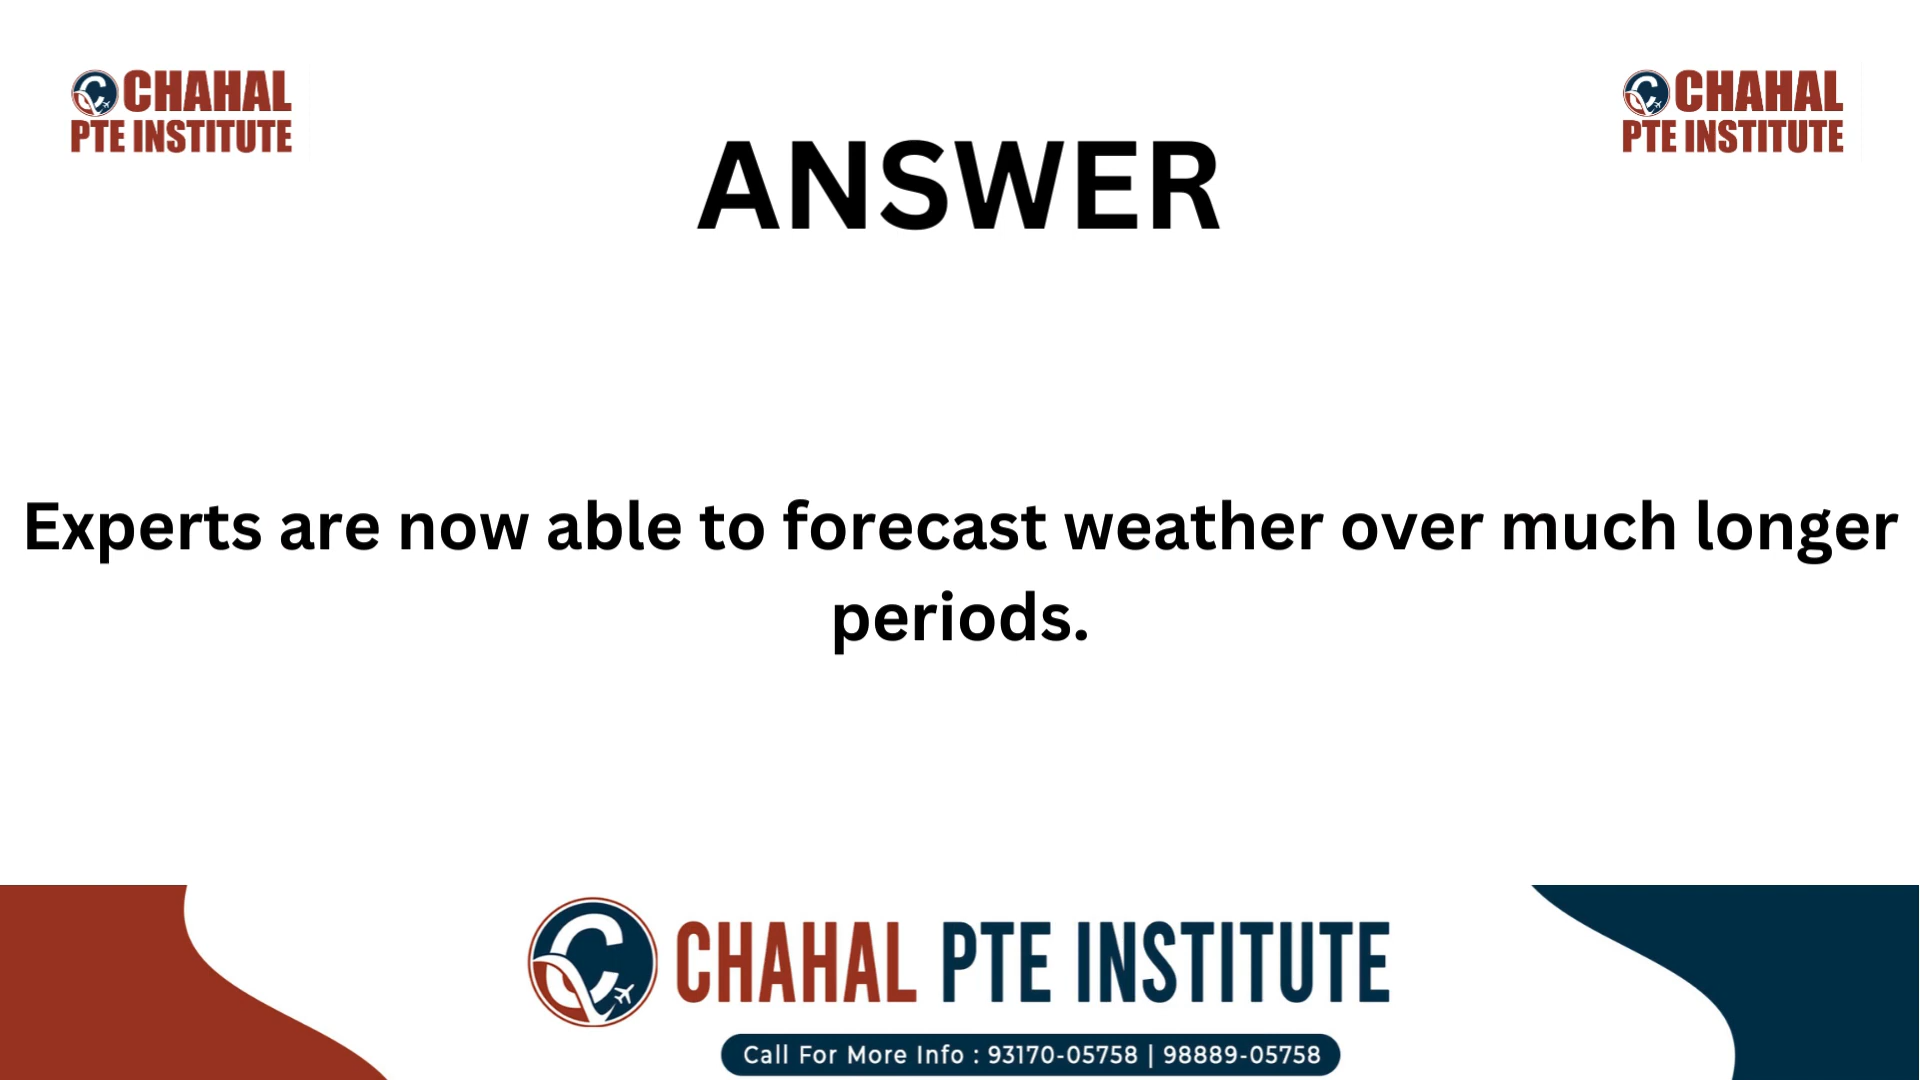 CHAHAL
PTE INSTITUTE
CHAHAL
PTE INSTITUTE
ANSWER
Experts are now able to forecast weather over much longer
periods.
CHAHAL PTE INSTITUTE
Call For More Info : 93170-05758 | 98889-05758